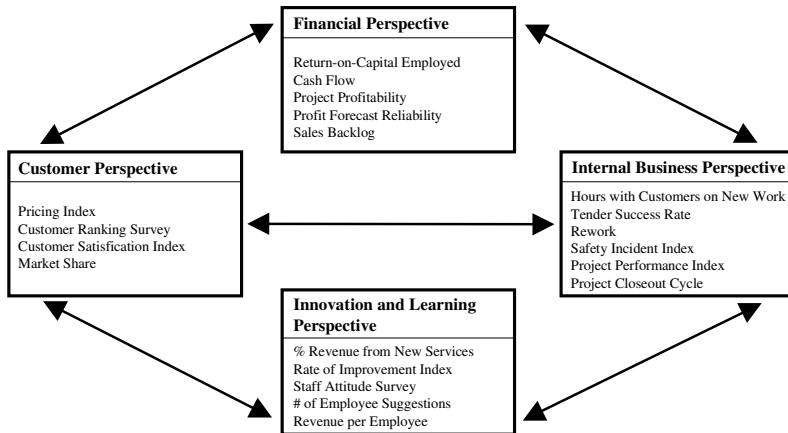 Financial Perspective
Return-on-Capital Employed
Cash Flow
Project Profitability
Profit Forecast Reliability
Sales Backlog
Customer Perspective
Pricing Index
Customer Ranking Survey
Customer Satisfication Index
Market Share
Internal Business Perspective
Hours with Customers on New Work
Tender Success Rate
Rework
Safety Incident Index
Project Performance Index
Project Closeout Cycle
Innovation and Learning
Perspective
% Revenue from New Services
Rate of Improvement Index
Staff Attitude Survey
# of Employee Suggestions
Revenue per Employee